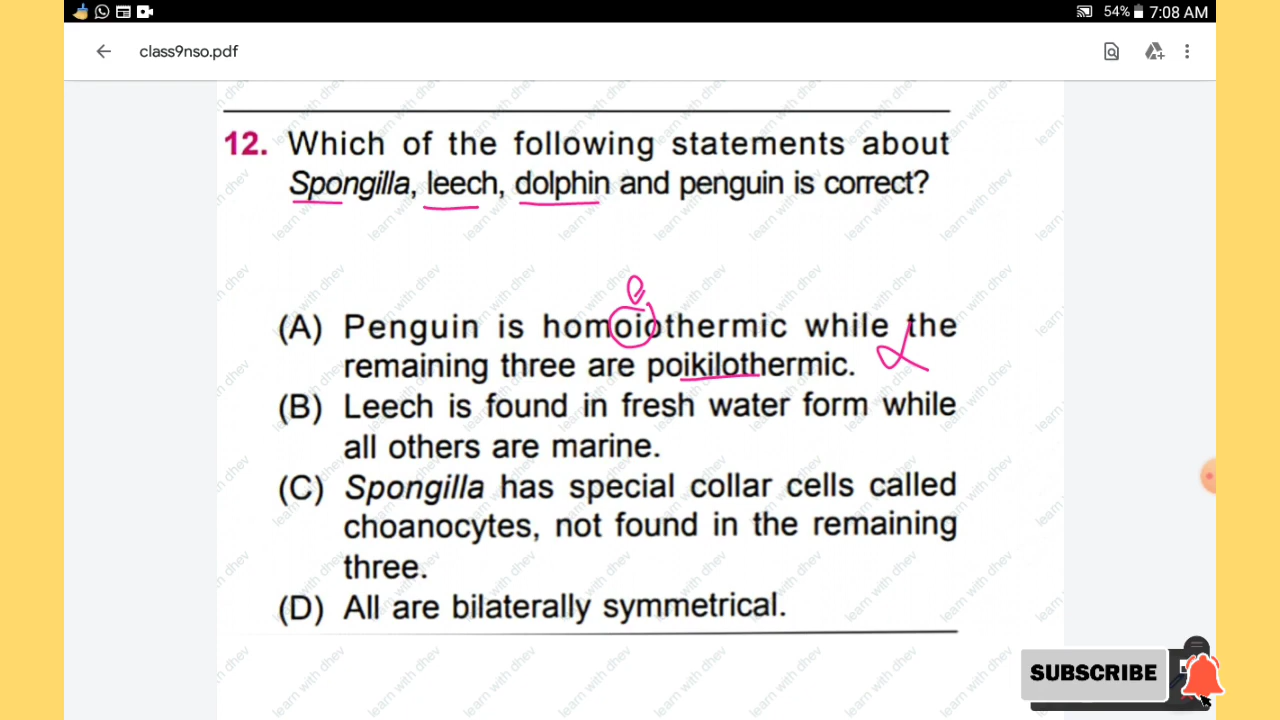 54% 7:08 AM
class9nso.pdf
12. Which of the following statements about
Spongilla, leech, dolphin and penguin is correct?
e
(A) Penguin is homoiothermic while the
remaining three are poikilothermic.
(B) Leech is found in fresh water form while
all others are marine.
(C) Spongilla has special collar cells called
choanocytes, not found in the remaining
three.
(D) All are bilaterally symmetrical.
learn with dhev
SUBSCRIBE